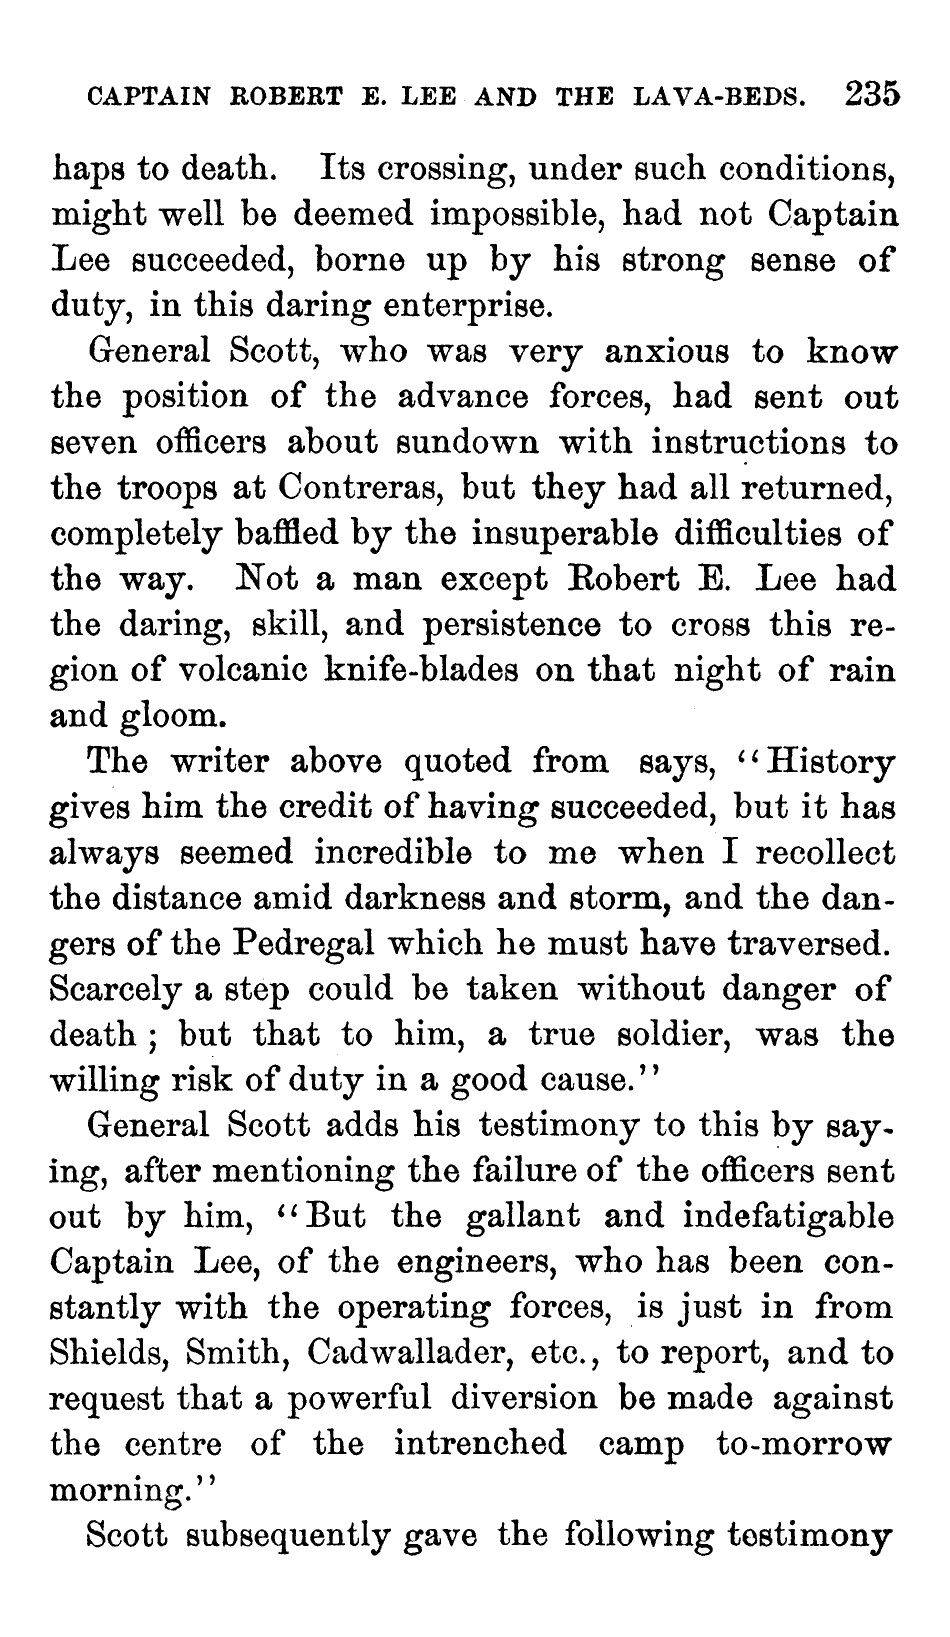 CAPTAIN ROBERT E. LEE AND THE LAVA-BEDS. 235
haps to death. Its crossing, under such conditions,
might well be deemed impossible, had not Captain
Lee succeeded, borne up by his strong sense of
duty, in this daring enterprise.
General Scott, who was very anxious to know
the position of the advance forces, had sent out
seven officers about sundown with instructions to
the troops at Contreras, but they had all returned,
completely baffled by the insuperable difficulties of
the way. Not a man except Robert E. Lee had
the daring, skill, and persistence to cross this re-
gion of volcanic knife-blades on that night of rain
and gloom.
The writer above quoted from says, “History
gives him the credit of having succeeded, but it has
always seemed incredible to me when I recollect
the distance amid darkness and storm, and the dan-
gers of the Pedregal which he must have traversed.
Scarcely a step could be taken without danger of
death ; but that to him, a true soldier, was the
willing risk of duty in a good cause.”
General Scott adds his testimony to this by say-
ing, after mentioning the failure of the officers sent
out by him, “But the gallant and indefatigable
Captain Lee, of the engineers, who has been con-
stantly with the operating forces, is just in from
Shields, Smith, Cadwallader, etc., to report, and to
request that a powerful diversion be made against
the centre of the intrenched camp to-morrow
morning.”
Scott subsequently gave the following testimony